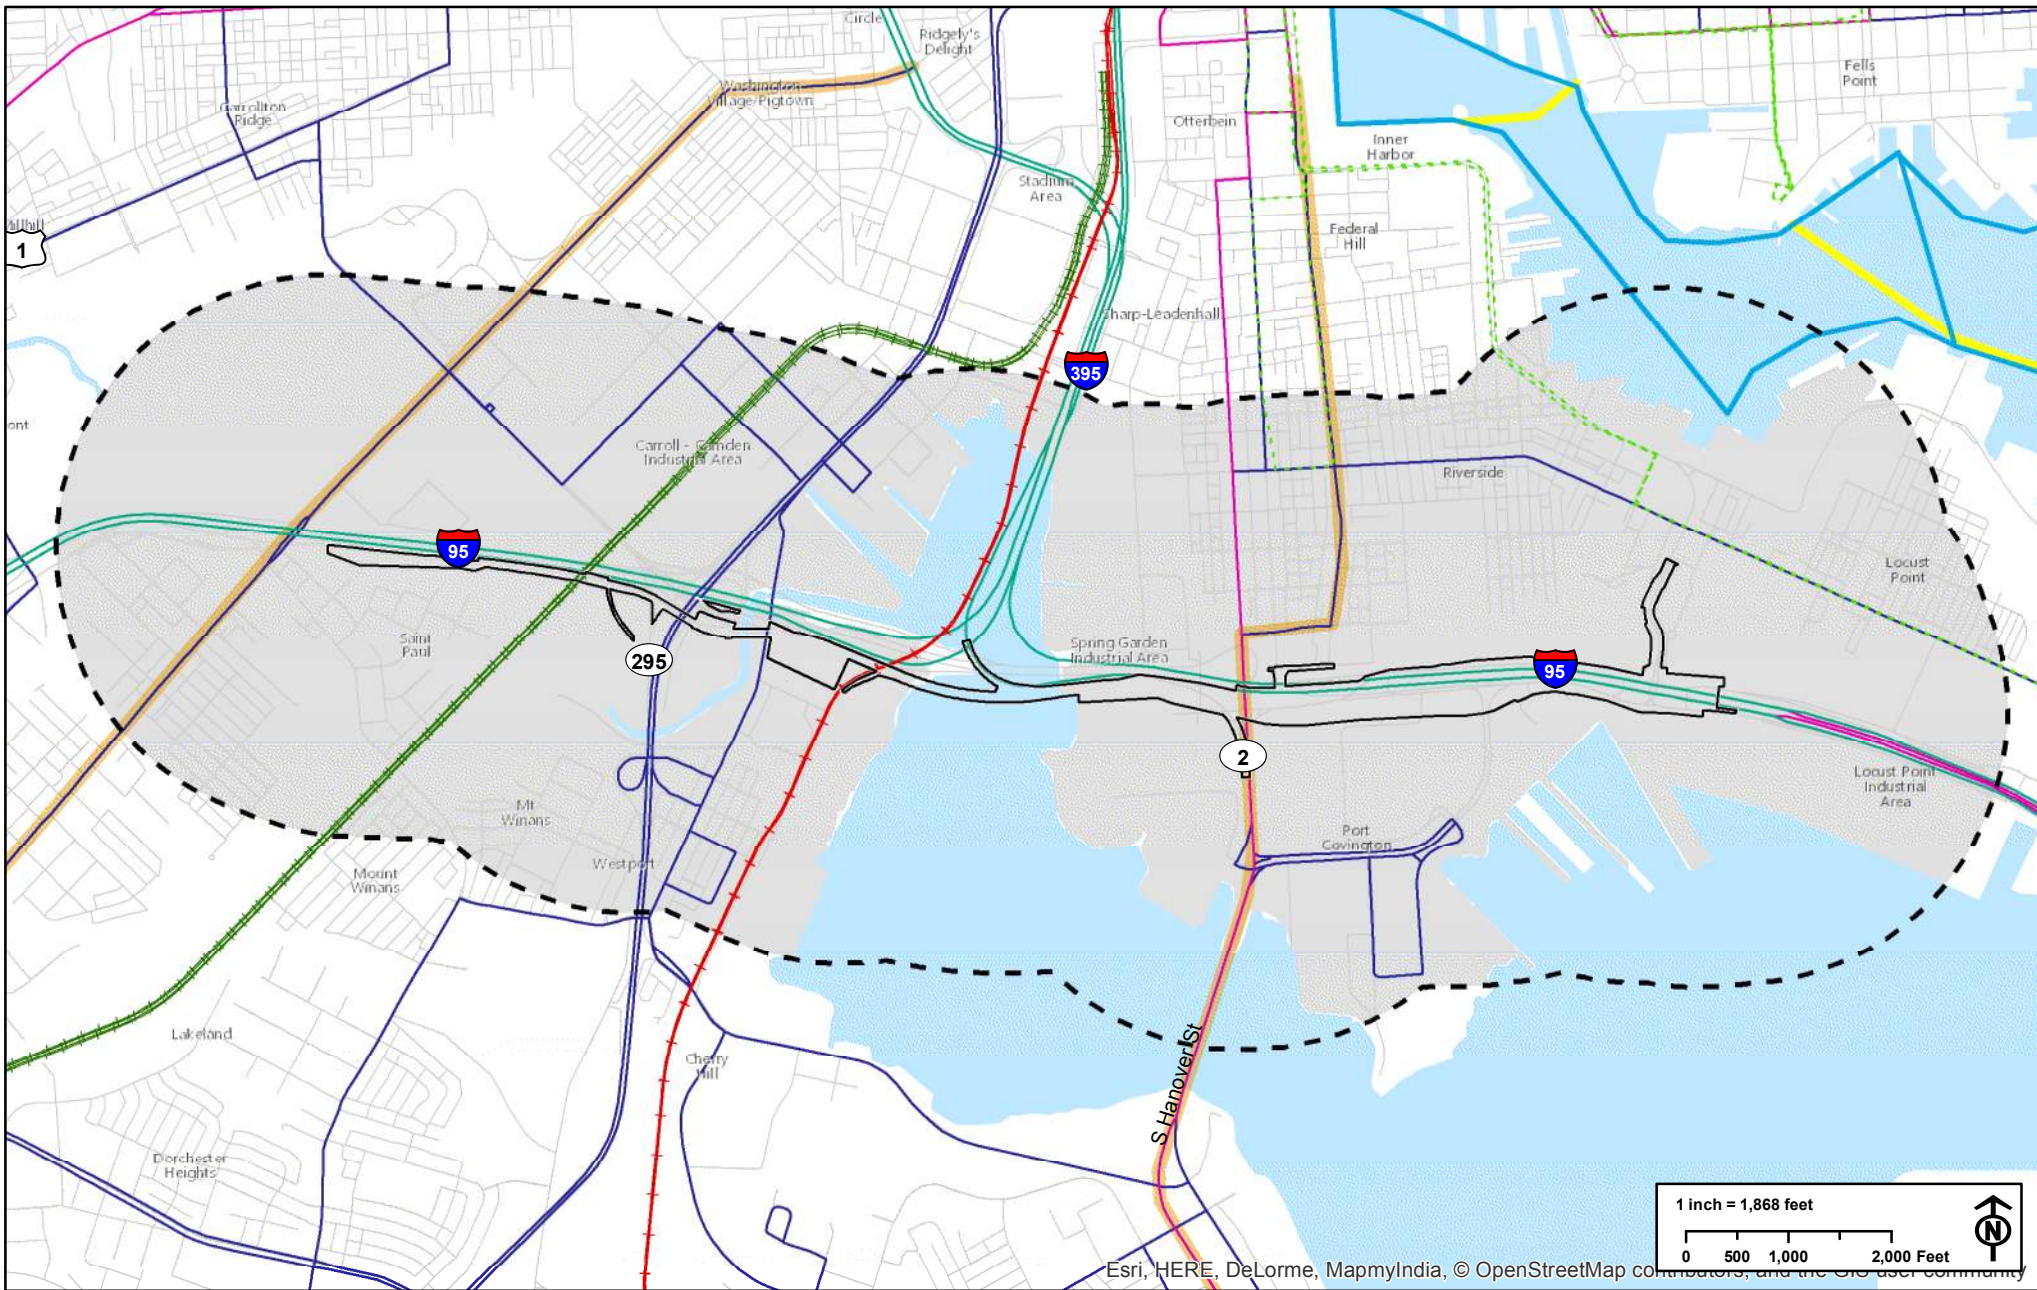 Circle
Ridgely's
Delight
Fells
Point
Washington
Village/Pigtown
Carrollton
Ridge
Otterbein
Inner
Harbor
Stadium
Area
Millhill
1
Federal
Hill
Sharp-Leadenhall
395
ont
Carroll - Camden
Industrial Area
Riverside
95
Locust
Point
Saint
Paul
295
Spring Garden
Industrial Area
95
2
Locust Point
Industrial
Area
Mt
Winans
Port
Covington
Westport
Mount
Winans
Lakeland
Cherry
Hill
S Hanover St
Dorchester
Heights
1 inch = 1,868 feet
0 500 1,000 2,000 Feet
N
Esri, HERE, DeLorme, MapmyIndia, © OpenStreetMap contributors, and the GIS user community